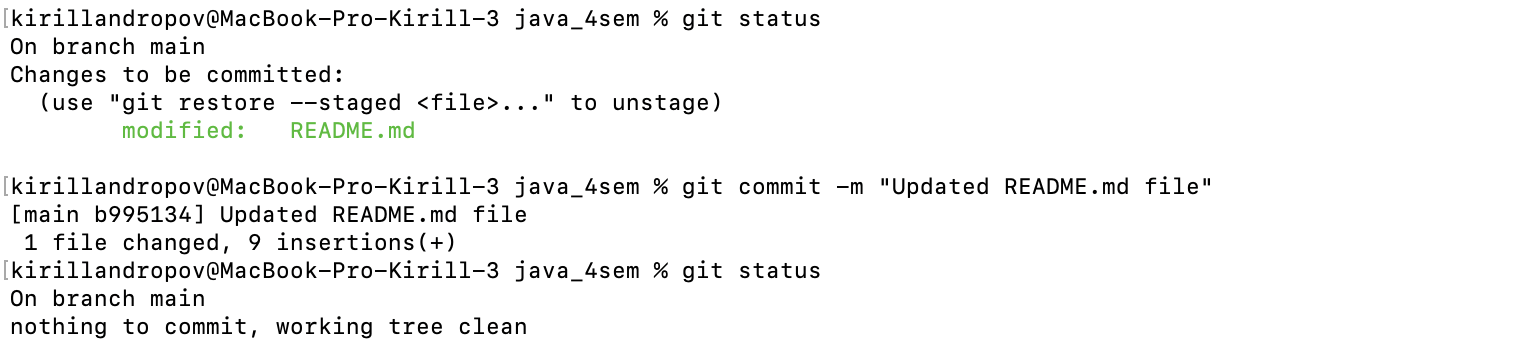 [kirillandropov@MacBook-Pro-Kirill-3 java_4sem % git status
On branch main
Changes to be committed:
  (use "git restore --staged <file>..." to unstage)
        modified:   README.md

[kirillandropov@MacBook-Pro-Kirill-3 java_4sem % git commit -m "Updated README.md file"
[main b995134] Updated README.md file
 1 file changed, 9 insertions(+)
[kirillandropov@MacBook-Pro-Kirill-3 java_4sem % git status
On branch main
nothing to commit, working tree clean